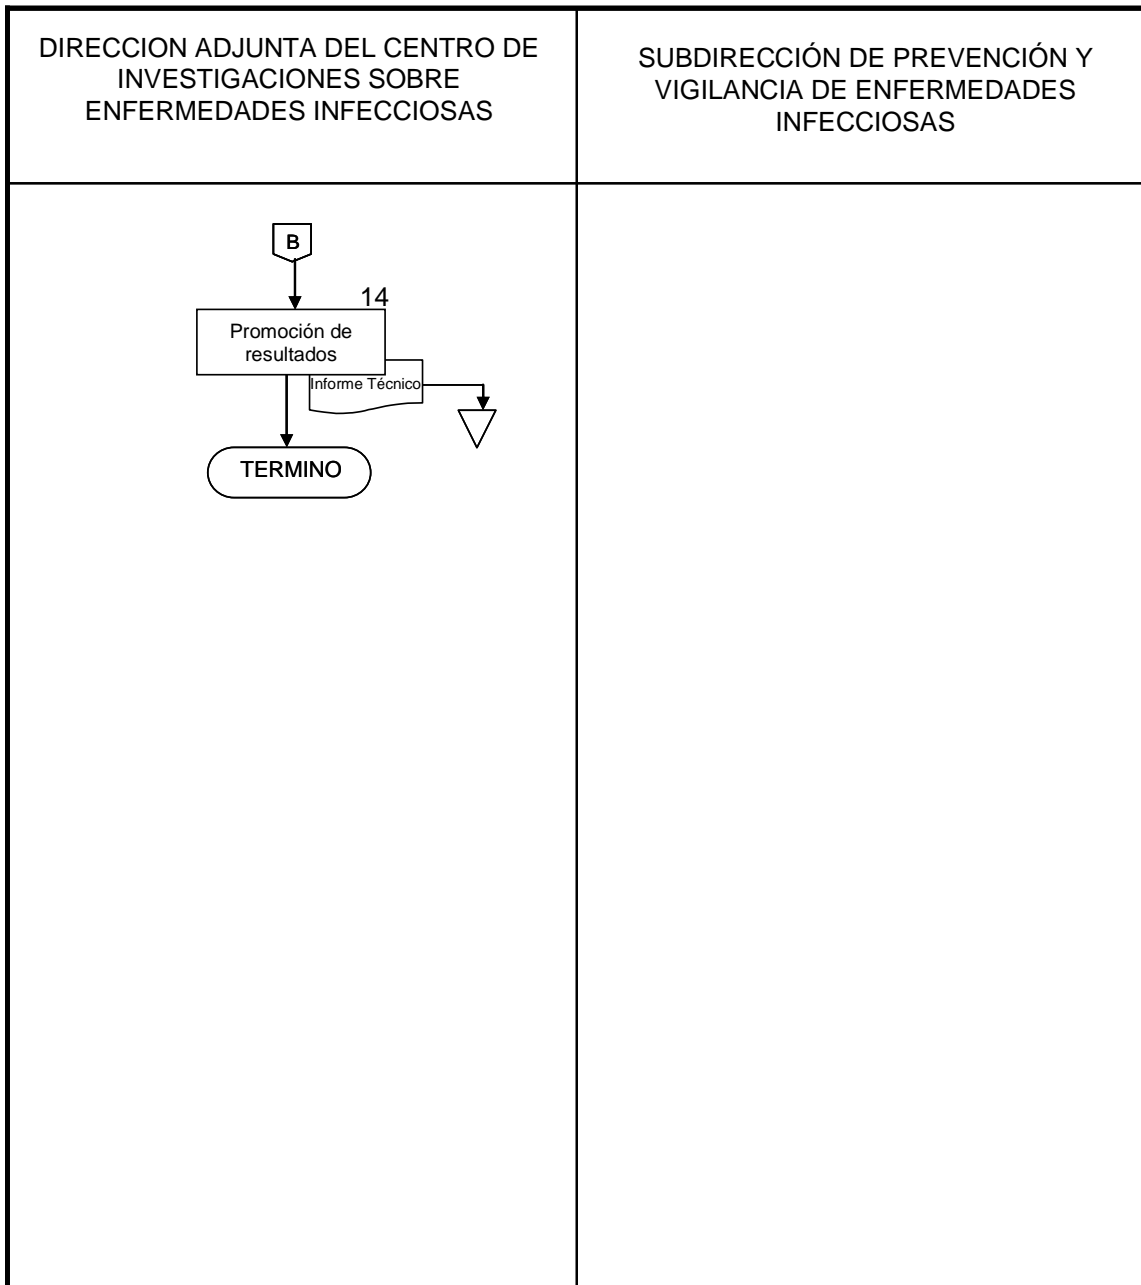 DIRECCION ADJUNTA DEL CENTRO DE
INVESTIGACIONES SOBRE
ENFERMEDADES INFECCIOSAS
SUBDIRECCIÓN DE PREVENCIÓN Y
VIGILANCIA DE ENFERMEDADES
INFECCIOSAS
B
14
Promoción de
resultados
Informe Técnico
TERMINO